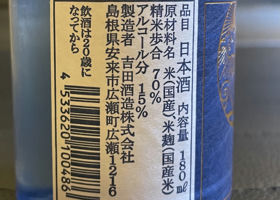 品目 日本酒 内容量 180ml
原材料名 米(国産)、米麹(国産米)
精米歩合 70%
アルコール分 15%
製造者 吉田酒造株式会社
島根県安来市広瀬町広瀬1216
飲酒は20歳に
なってから
4533620100486